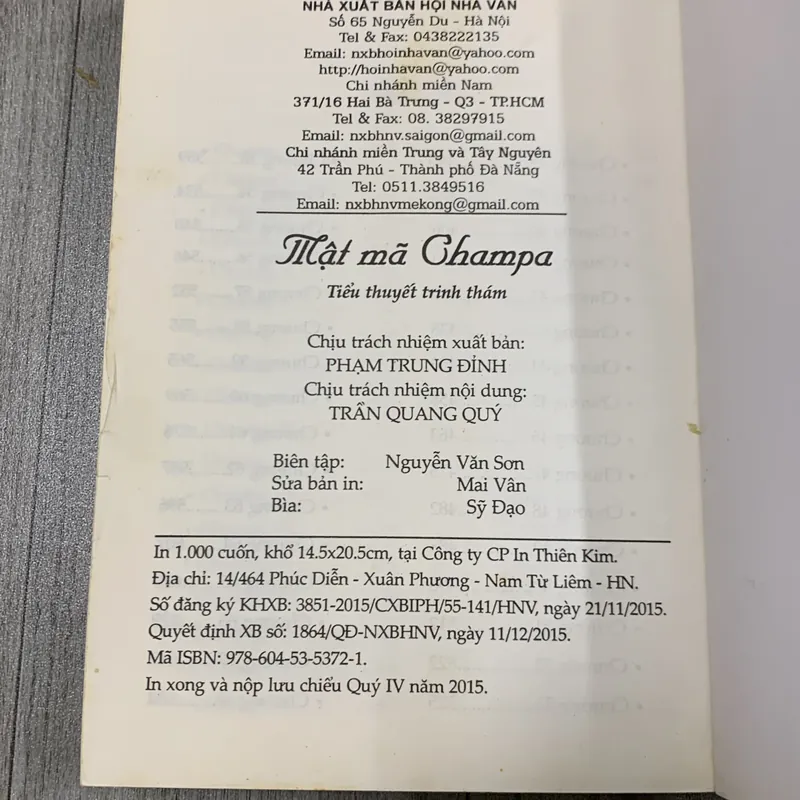 NHÀ XUẤT BẢN HỘI NHÀ VĂN
Số 65 Nguyễn Du - Hà Nội
Tel & Fax: 0438222135
Email: nxbhoinhavan@yahoo.com
http://hoinhavan@yahoo.com
Chi nhánh miền Nam
371/16 Hai Bà Trưng - Q3 - TP.HCM
Tel & Fax: 08. 38297915
Email: nxbhnv.saigon@gmail.com
Chi nhánh miền Trung và Tây Nguyên
42 Trần Phú - Thành phố Đà Nẵng
Tel: 0511.3849516
Email: nxbhnvmekong@gmail.com
Mật mã Champa
Tiểu thuyết trinh thám
Chịu trách nhiệm xuất bản:
PHẠM TRUNG ĐỈNH
Chịu trách nhiệm nội dung:
TRẦN QUANG QUÝ
Biên tập: Nguyễn Văn Sơn
Sửa bản in: Mai Vân
Bìa: Sỹ Đạo
In 1.000 cuốn, khổ 14.5x20.5cm, tại Công ty CP In Thiên Kim.
Địa chỉ: 14/464 Phúc Diễn - Xuân Phương - Nam Từ Liêm - HN.
Số đăng ký KHXB: 3851-2015/CXBIPH/55-141/HNV, ngày 21/11/2015.
Quyết định XB số: 1864/QĐ-NXBHNV, ngày 11/12/2015.
Mã ISBN: 978-604-53-5372-1.
In xong và nộp lưu chiểu Quý IV năm 2015.